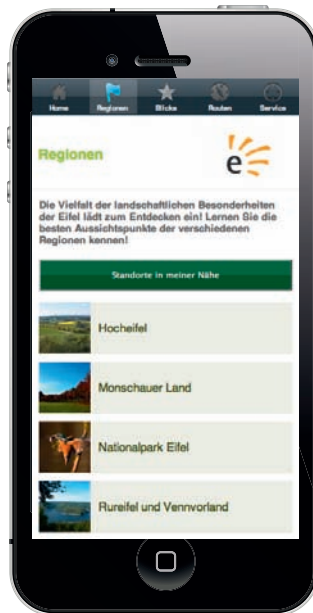 Home Regionen Blicke Routen Service
Regionen
e
Die Vielfalt der landschaftlichen Besonderheiten
der Eifel lädt zum Entdecken ein! Lernen Sie die
besten Aussichtspunkte der verschiedenen
Regionen kennen!
Standorte in meiner Nähe
Hocheifel
Monschauer Land
Nationalpark Eifel
Rureifel und Vennvorland